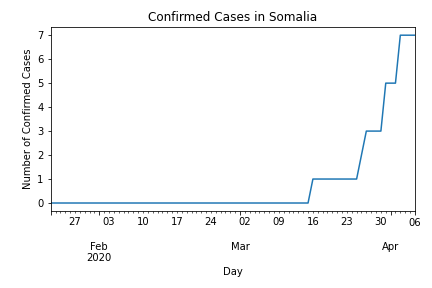 Confirmed Cases in Somalia
Number of Confirmed Cases
7
6
5
4
3
2
1
0
27 03 10 17 24 02 09 16 23 30 06
Feb Mar Apr
2020
Day